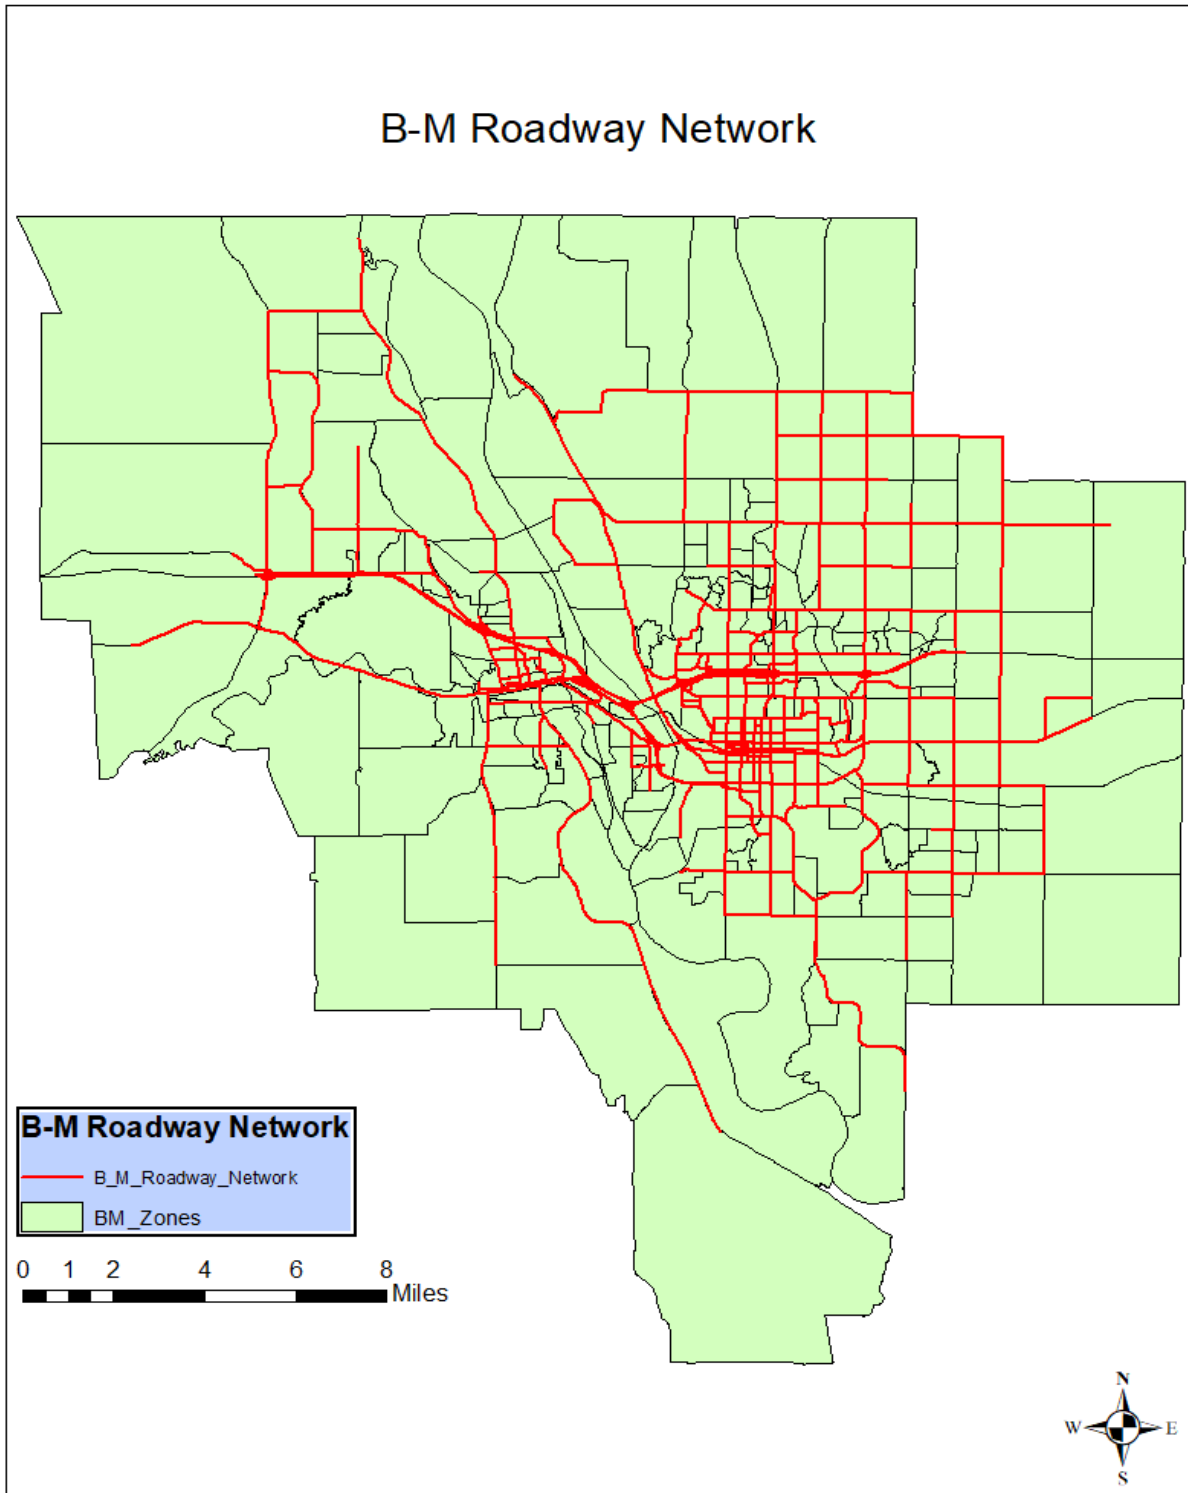 B-M Roadway Network
B-M Roadway Network
B_M_Roadway_Network
BM_Zones
0 1 2 4 6 8
Miles
N
W E
S